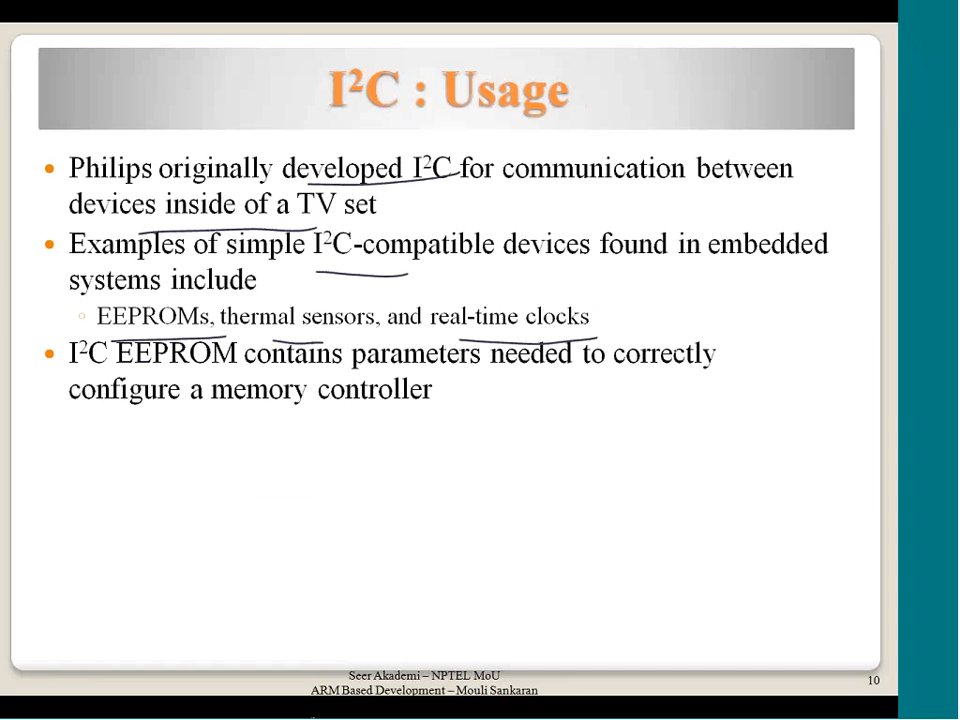 I²C : Usage
• Philips originally developed I²C for communication between
devices inside of a TV set
• Examples of simple I²C-compatible devices found in embedded
systems include
◦ EEPROMs, thermal sensors, and real-time clocks
• I²C EEPROM contains parameters needed to correctly
configure a memory controller
Seer Akademi – NPTEL MoU
ARM Based Development – Mouli Sankaran
10